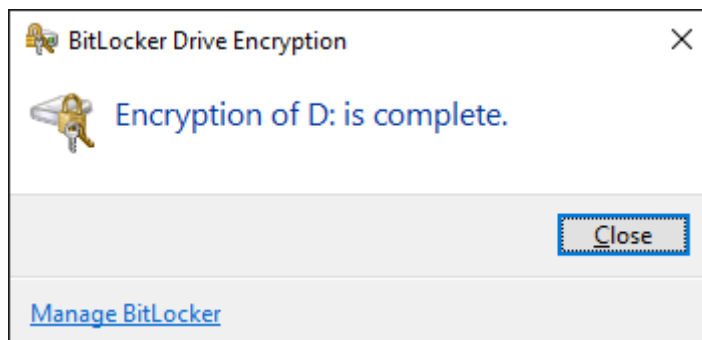 BitLocker Drive Encryption
Encryption of D: is complete.
Close
Manage BitLocker